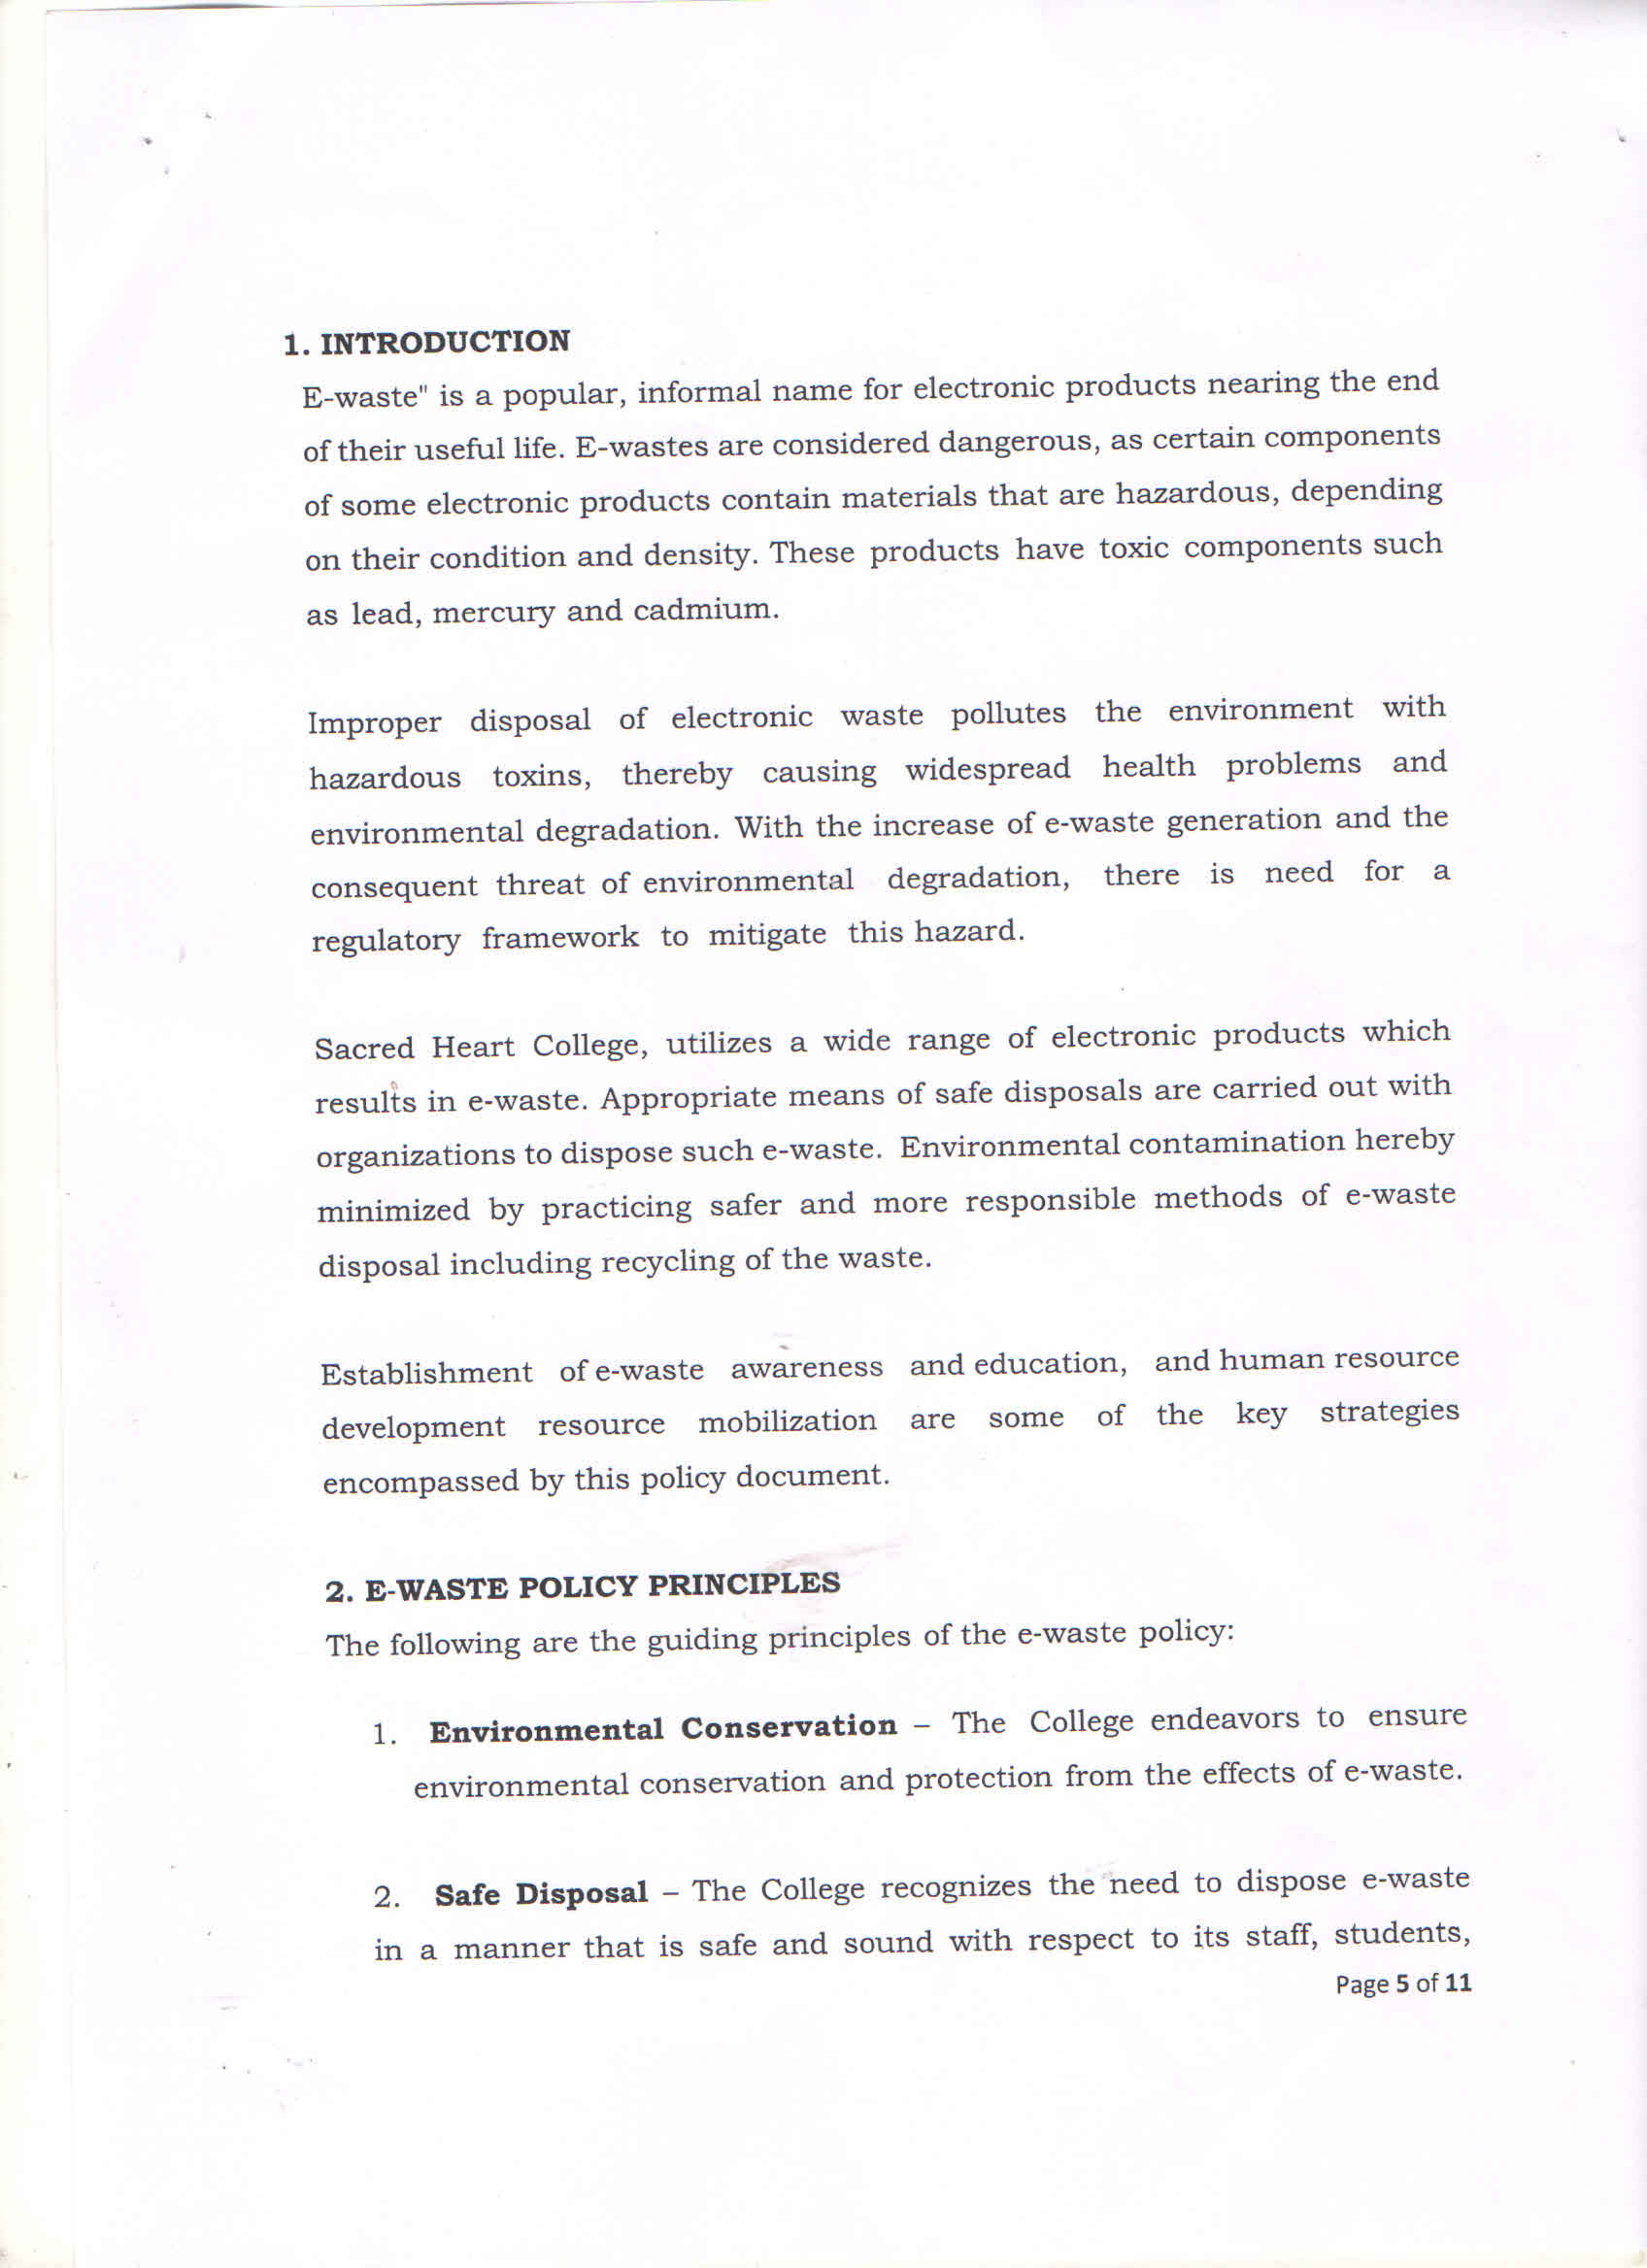 1. INTRODUCTION
E-waste" is a popular, informal name for electronic products nearing the end
of their useful life. E-wastes are considered dangerous, as certain components
of some electronic products contain materials that are hazardous, depending
on their condition and density. These products have toxic components such
as lead, mercury and cadmium.
Improper disposal of electronic waste pollutes the environment with
hazardous toxins, thereby causing widespread health problems and
environmental degradation. With the increase of e-waste generation and the
consequent threat of environmental degradation, there is need for a
regulatory framework to mitigate this hazard.
Sacred Heart College, utilizes a wide range of electronic products which
results in e-waste. Appropriate means of safe disposals are carried out with
organizations to dispose such e-waste. Environmental contamination hereby
minimized by practicing safer and more responsible methods of e-waste
disposal including recycling of the waste.
Establishment of e-waste awareness and education, and human resource
development resource mobilization are some of the key strategies
encompassed by this policy document.
2. E-WASTE POLICY PRINCIPLES
The following are the guiding principles of the e-waste policy:
1. Environmental Conservation – The College endeavors to ensure
environmental conservation and protection from the effects of e-waste.
2. Safe Disposal – The College recognizes the need to dispose e-waste
in a manner that is safe and sound with respect to its staff, students,
Page 5 of 11